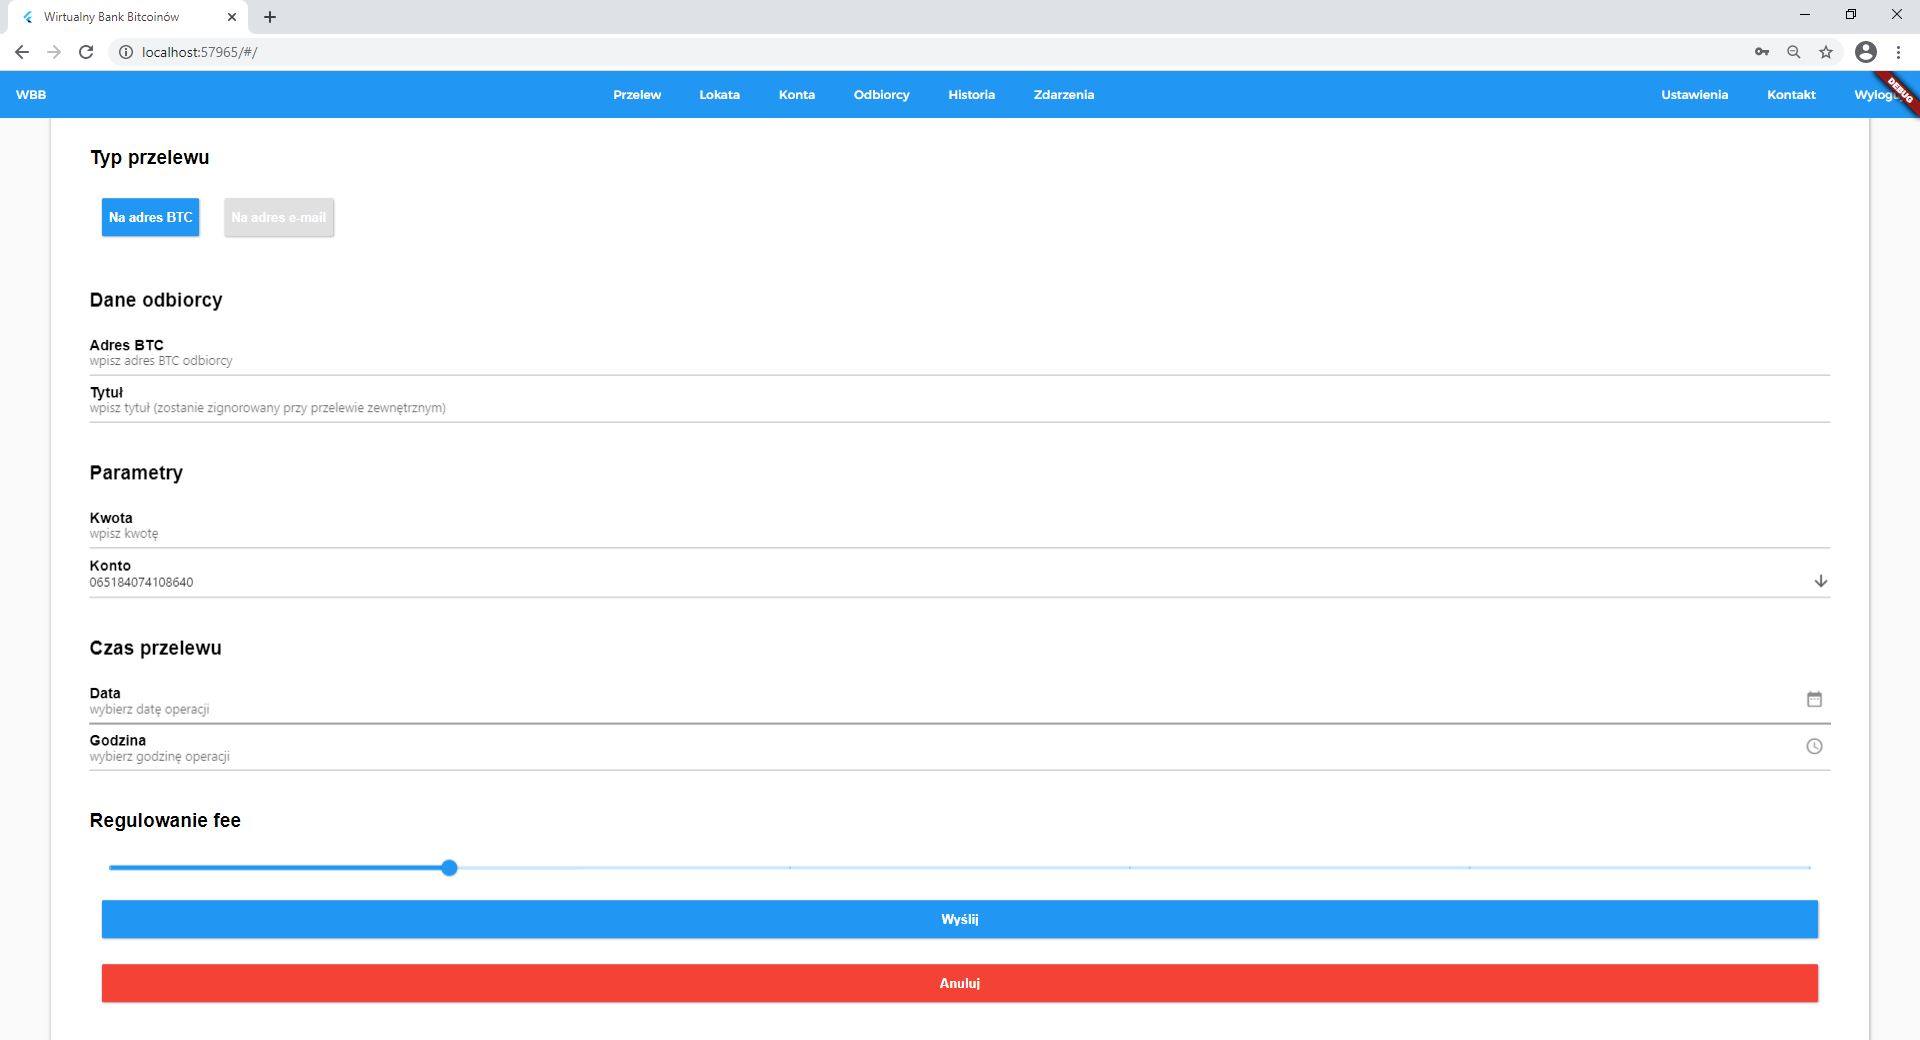 Wirtualny Bank Bitcoinów
localhost:57965/#/
WBB Przelew Lokata Konta Odbiorcy Historia Zdarzenia Ustawienia Kontakt
DEBUG
Typ przelewu
Na adres BTC Na adres e-mail
Dane odbiorcy
Adres BTC
wpisz adres BTC odbiorcy
Tytuł
wpisz tytuł (zostanie zignorowany przy przelewie zewnętrznym)
Parametry
Kwota
wpisz kwotę
Konto
065184074108640
Czas przelewu
Data
wybierz datę operacji
Godzina
wybierz godzinę operacji
Regulowanie fee
Wyślij
Anuluj